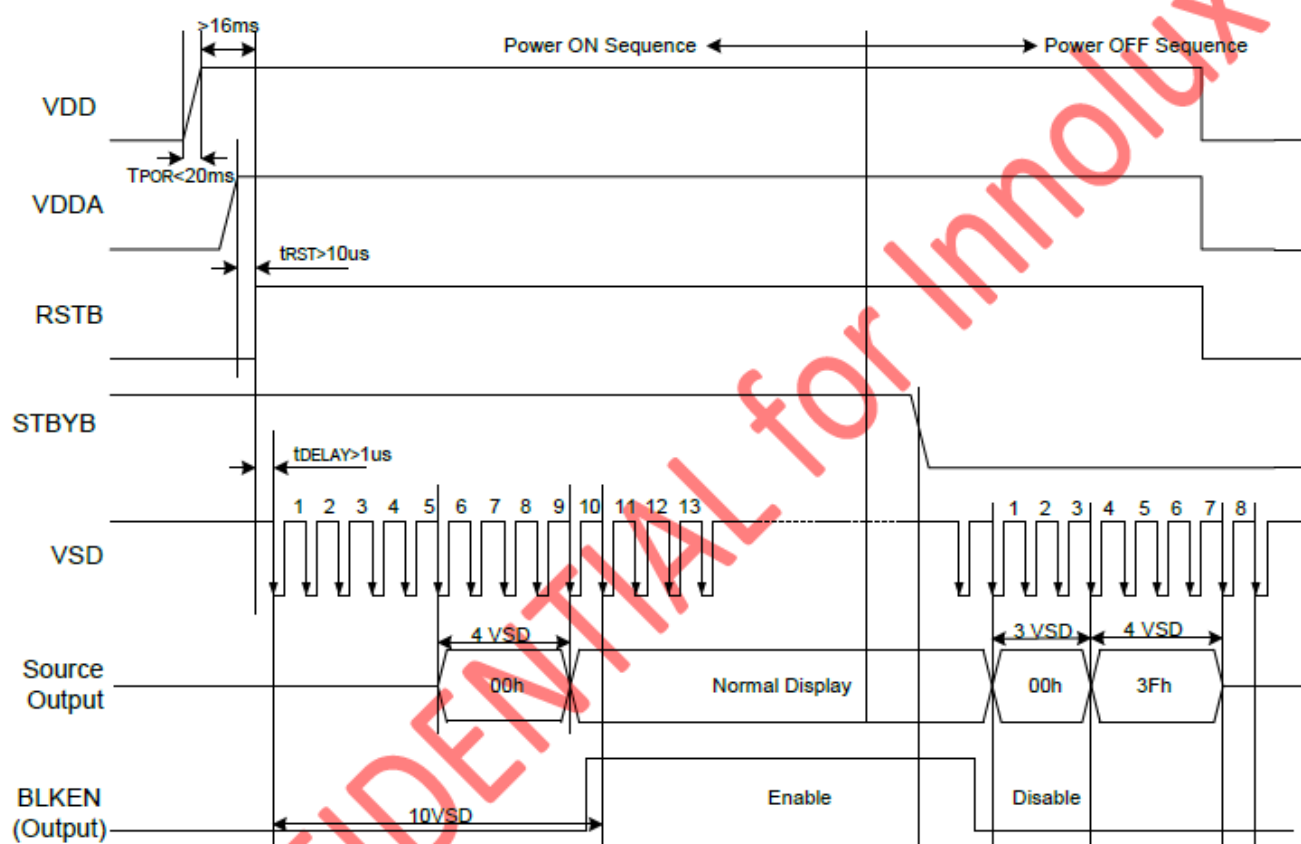 >16ms
Power ON Sequence
Power OFF Sequence
VDD
TPOR<20ms
VDDA
tRST>10us
RSTB
STBYB
tDELAY>1us
1 2 3 4 5 6 7 8 9 10 11 12 13
1 2 3 4 5 6 7 8
VSD
4 VSD
3 VSD
4 VSD
Source
Output
00h
Normal Display
00h
3Fh
BLKEN
(Output)
10VSD
Enable
Disable
IDENTIAL for Innolux